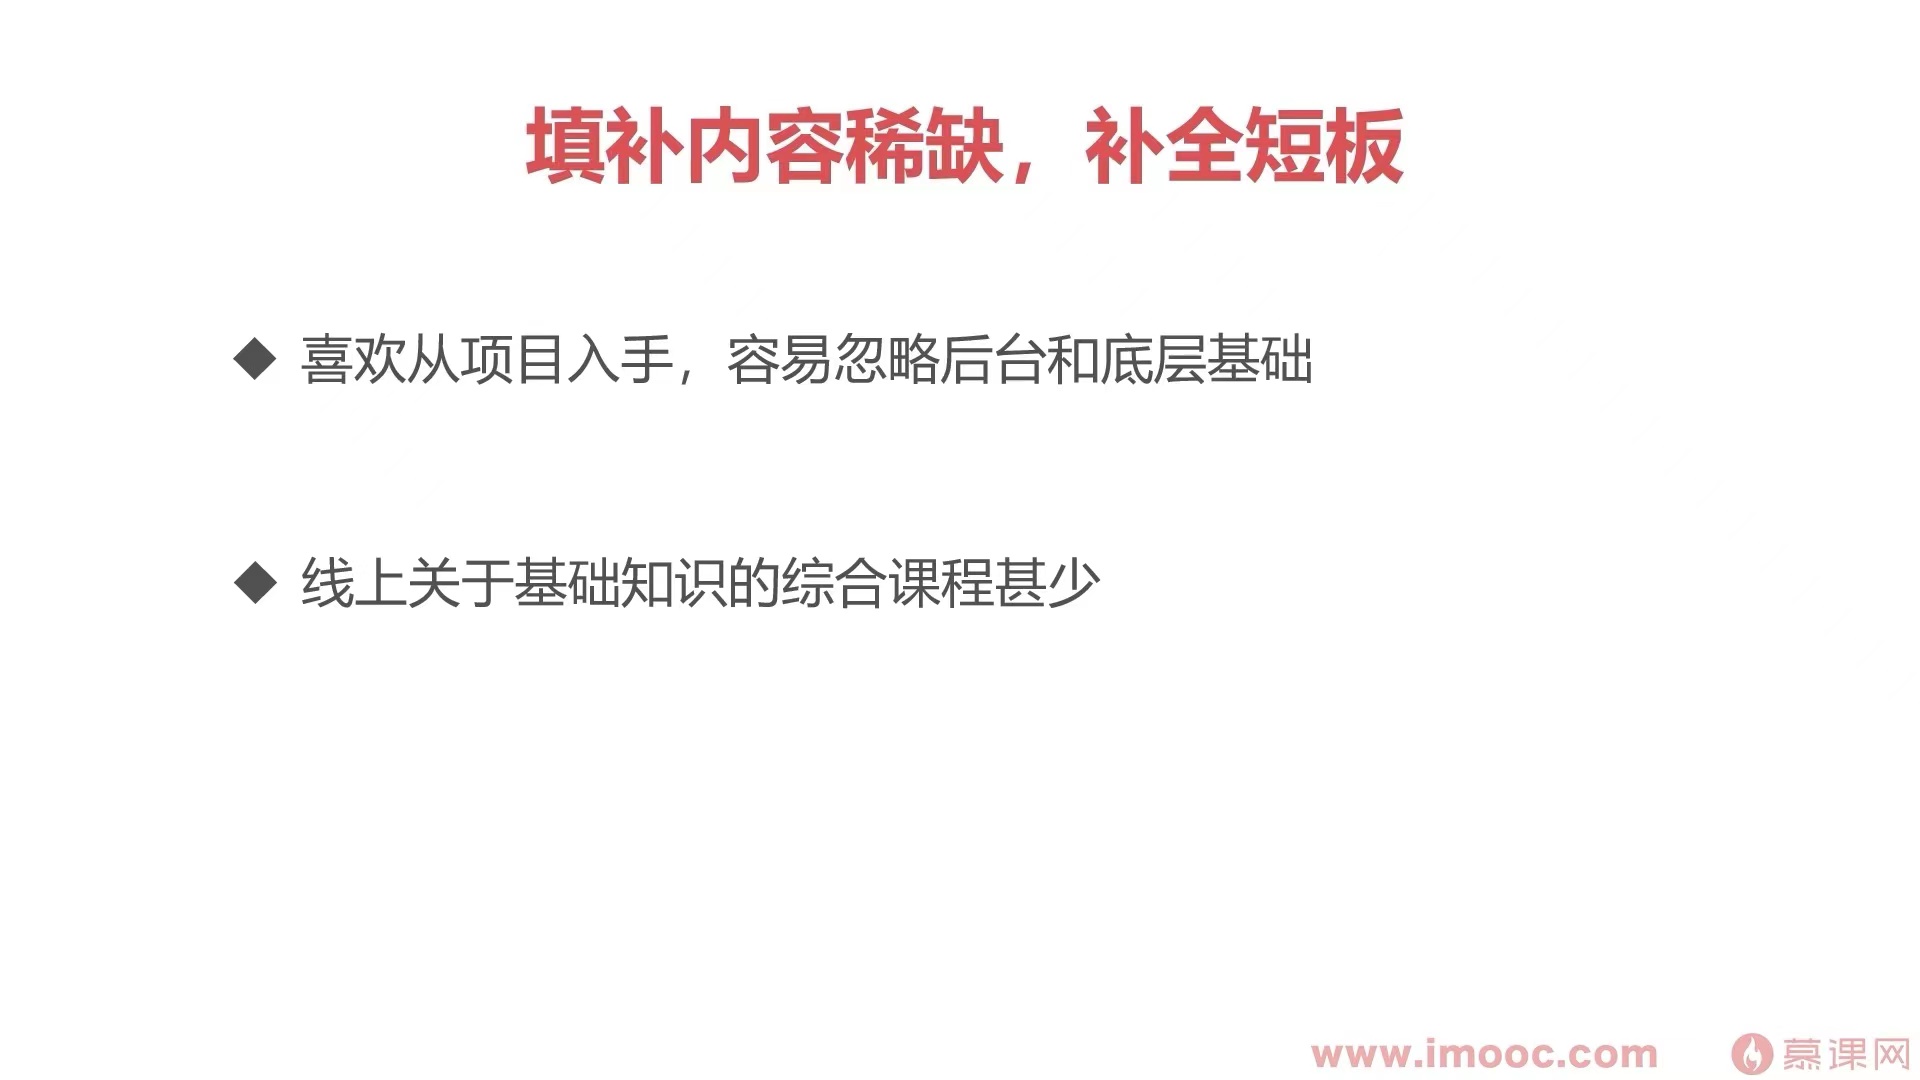 填补内容稀缺，补全短板
◆ 喜欢从项目入手，容易忽略后台和底层基础
◆ 线上关于基础知识的综合课程甚少
www.imooc.com 慕课网